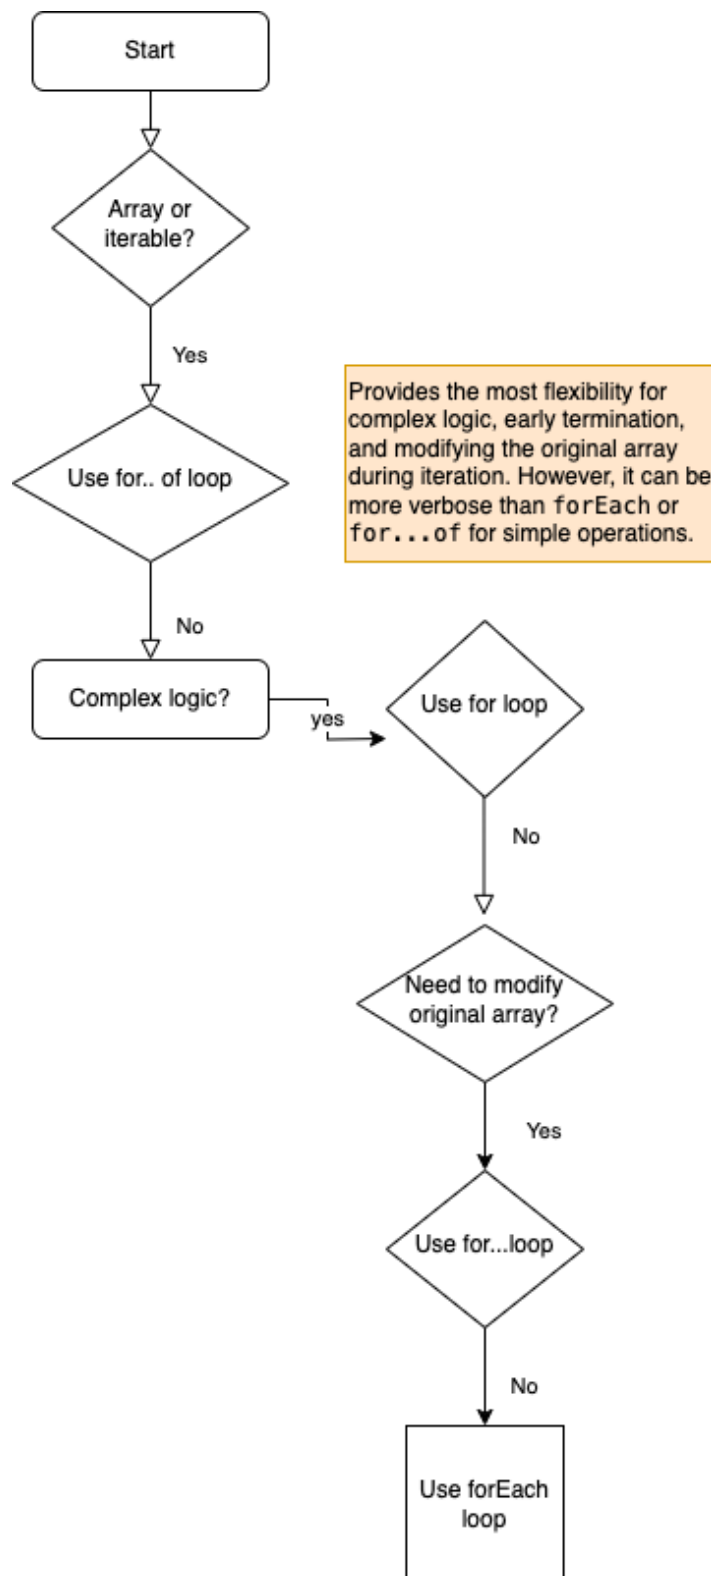 Start
Array or
iterable?
Yes
Use for.. of loop
Provides the most flexibility for
complex logic, early termination,
and modifying the original array
during iteration. However, it can be
more verbose than forEach or
for...of for simple operations.
No
Complex logic?
yes
Use for loop
No
Need to modify
original array?
Yes
Use for...loop
No
Use forEach
loop